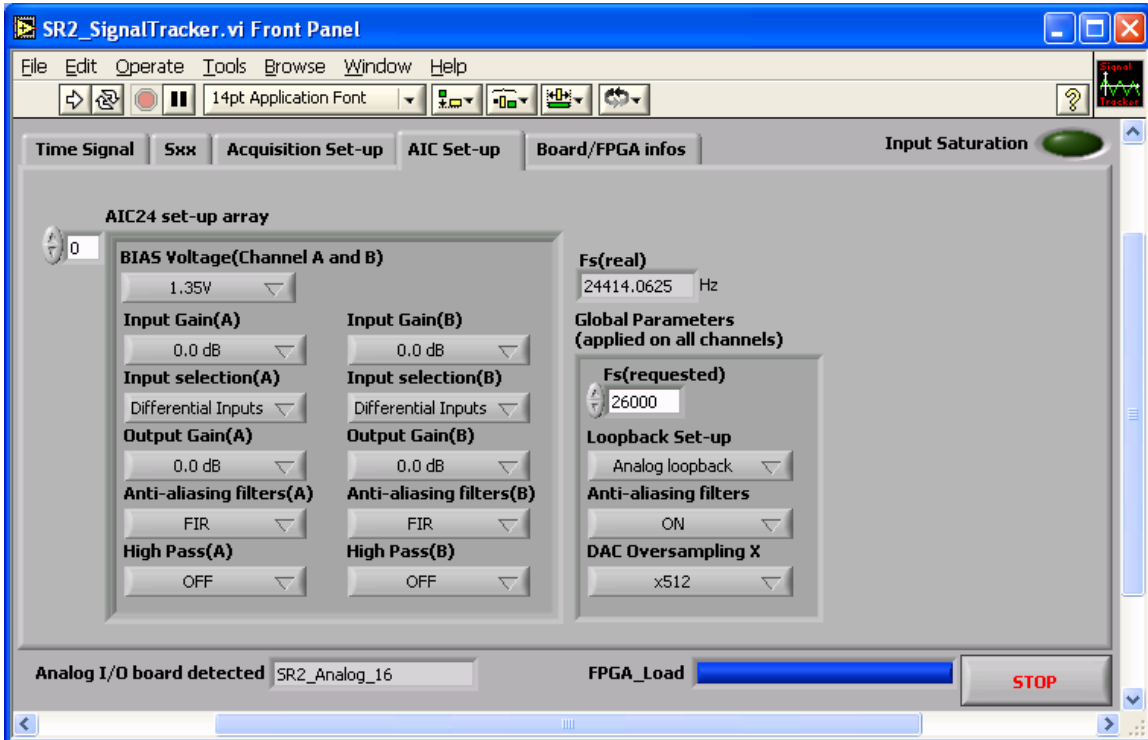 SR2_SignalTracker.vi Front Panel
File Edit Operate Tools Browse Window Help
14pt Application Font
?
Signal
Tracker
Time Signal Sxx Acquisition Set-up AIC Set-up Board/FPGA infos Input Saturation
AIC24 set-up array
0
BIAS Voltage(Channel A and B)
1.35V
Input Gain(A) Input Gain(B)
0.0 dB 0.0 dB
Input selection(A) Input selection(B)
Differential Inputs Differential Inputs
Output Gain(A) Output Gain(B)
0.0 dB 0.0 dB
Anti-aliasing filters(A) Anti-aliasing filters(B)
FIR FIR
High Pass(A) High Pass(B)
OFF OFF
Fs(real)
24414.0625 Hz
Global Parameters
(applied on all channels)
Fs(requested)
26000
Loopback Set-up
Analog loopback
Anti-aliasing filters
ON
DAC Oversampling X
x512
Analog I/O board detected SR2_Analog_16 FPGA_Load STOP